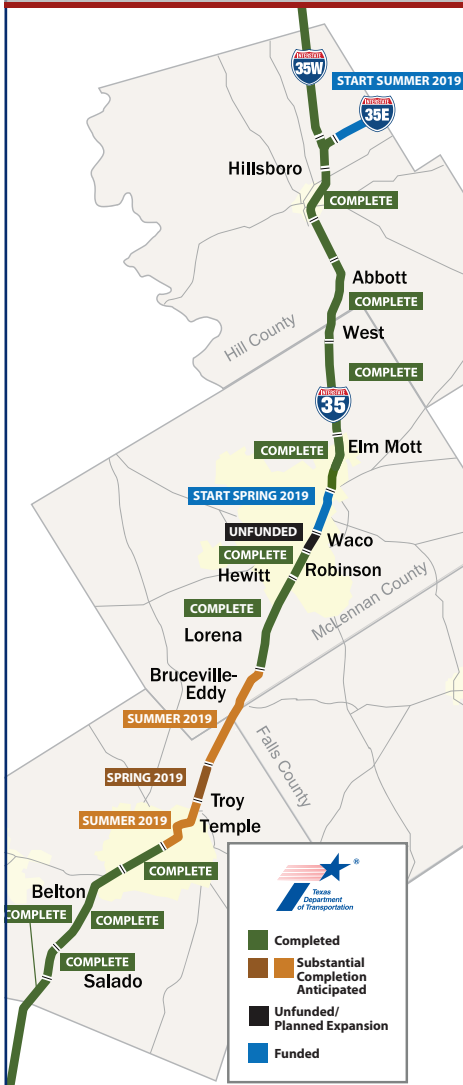 INTERSTATE
35W
START SUMMER 2019
INTERSTATE
35E
Hillsboro
COMPLETE
Abbott
COMPLETE
Hill County
West
COMPLETE
INTERSTATE
35
Elm Mott
COMPLETE
START SPRING 2019
UNFUNDED
Waco
COMPLETE
Robinson
Hewitt
McLennan County
COMPLETE
Lorena
Bruceville-
Eddy
SUMMER 2019
Falls County
SPRING 2019
Troy
SUMMER 2019
Temple
COMPLETE
Belton
COMPLETE
COMPLETE
COMPLETE
Salado
®
Texas
Department
of Transportation
Completed
Substantial
Completion
Anticipated
Unfunded/
Planned Expansion
Funded